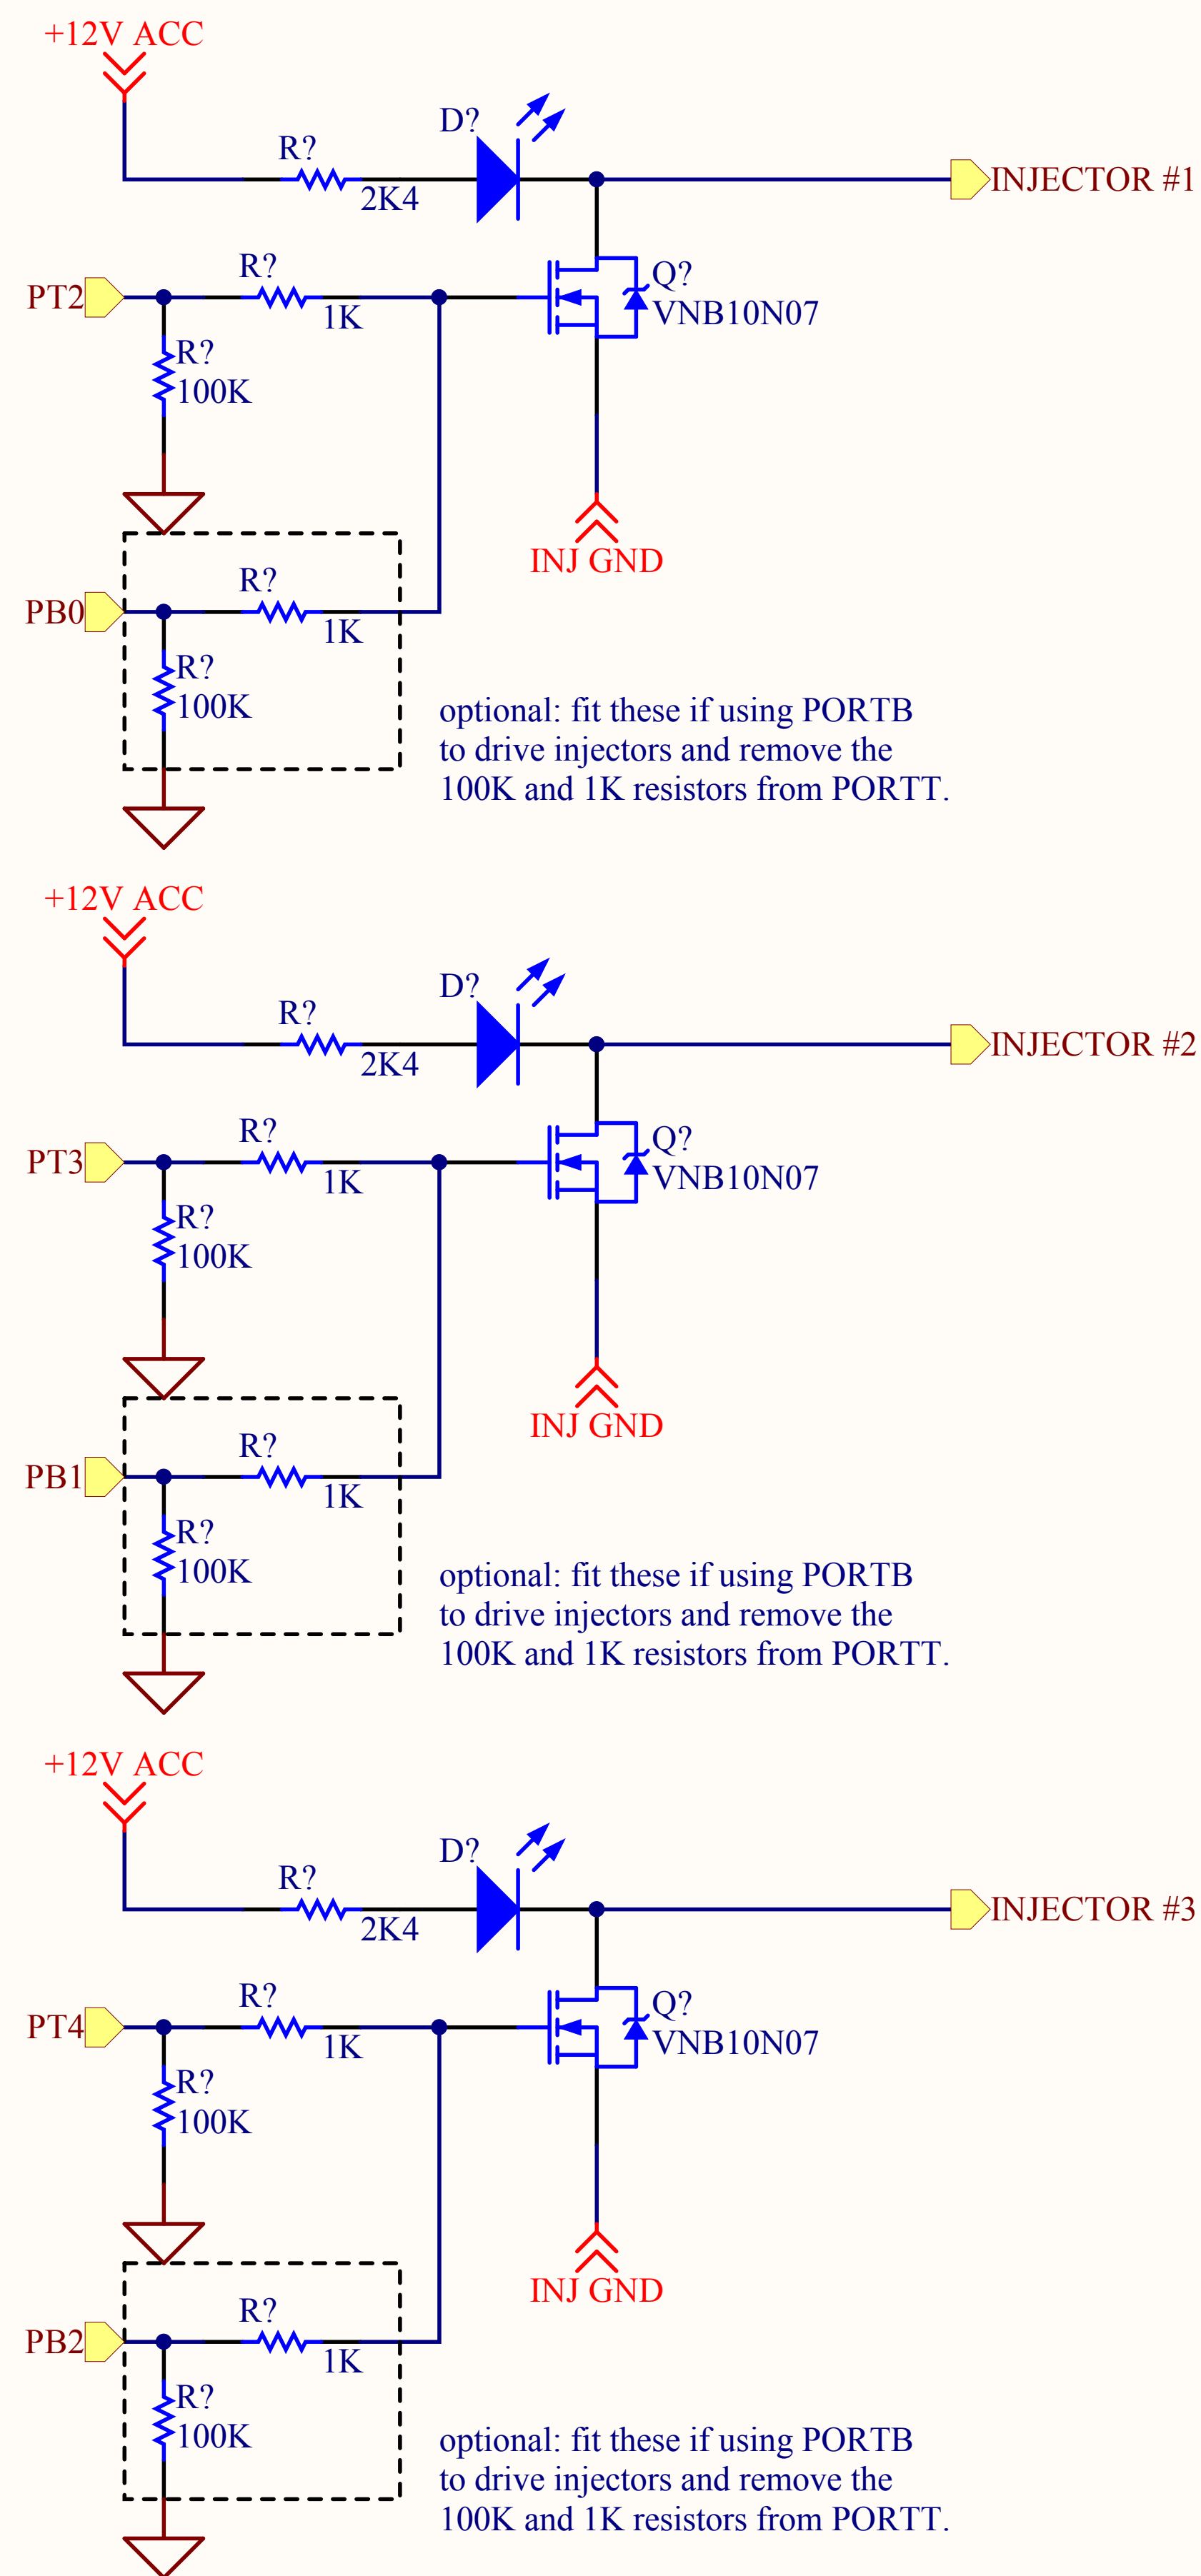 +12V ACC
D?
R?
2K4
INJECTOR #1
R?
Q?
PT2
1K
VNB10N07
R?
100K
INJ GND
R?
PB0
1K
R?
100K
optional: fit these if using PORTB
to drive injectors and remove the
100K and 1K resistors from PORTT.
+12V ACC
D?
R?
2K4
INJECTOR #2
R?
Q?
PT3
1K
VNB10N07
R?
100K
INJ GND
R?
PB1
1K
R?
100K
optional: fit these if using PORTB
to drive injectors and remove the
100K and 1K resistors from PORTT.
+12V ACC
D?
R?
2K4
INJECTOR #3
R?
Q?
PT4
1K
VNB10N07
R?
100K
INJ GND
R?
PB2
1K
R?
100K
optional: fit these if using PORTB
to drive injectors and remove the
100K and 1K resistors from PORTT.